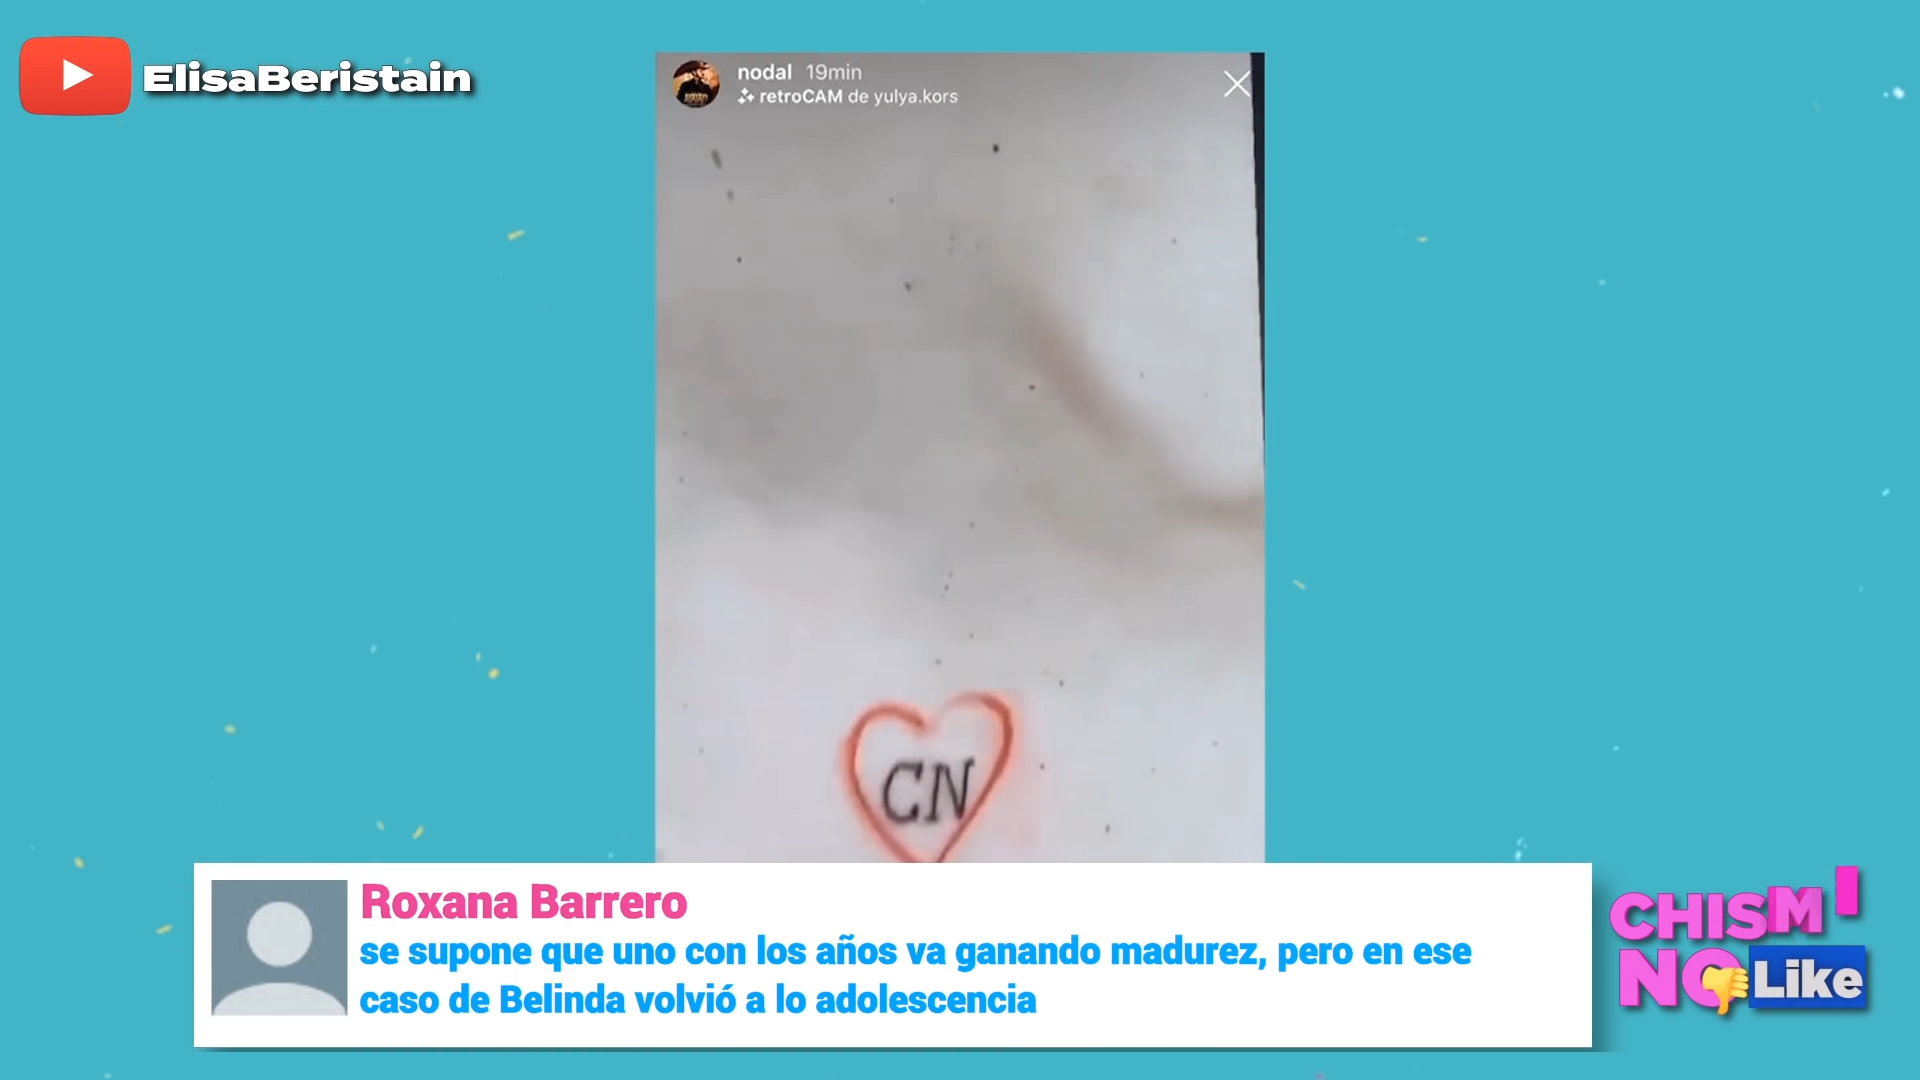 ElisaBeristain
nodal 19min
retroCAM de yulya.kors
CN
Roxana Barrero
se supone que uno con los años va ganando madurez, pero en ese
caso de Belinda volvió a lo adolescencia
CHISMI
NO Like